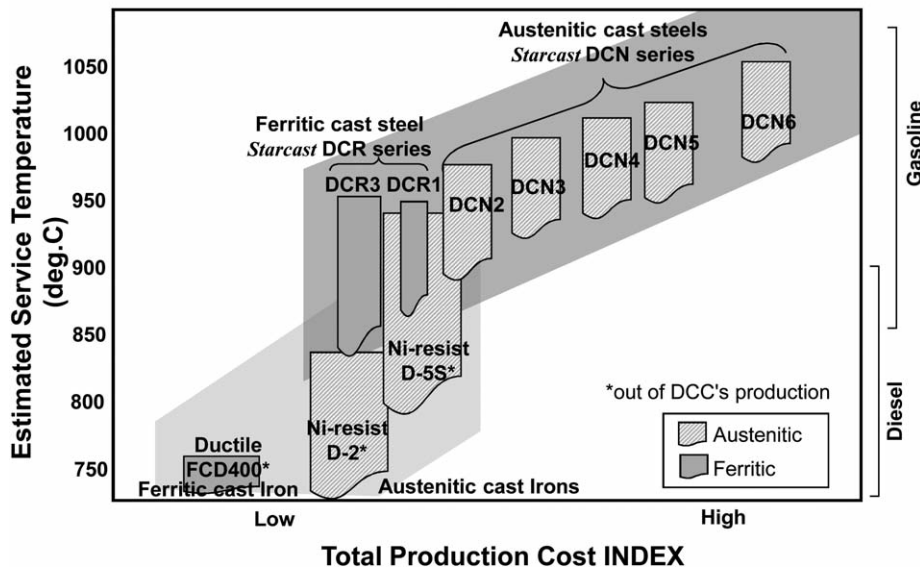 Austenitic cast steels
Starcast DCN series
Ferritic cast steel
Starcast DCR series
DCR3 DCR1
DCN2
DCN3
DCN4
DCN5
DCN6
Ni-resist
D-5S*
Ni-resist
D-2*
Ductile
FCD400*
Ferritic cast Iron
Austenitic cast Irons
*out of DCC's production
Austenitic
Ferritic
Estimated Service Temperature
(deg.C)
1050
1000
950
900
850
800
750
Gasoline
Diesel
Low
High
Total Production Cost INDEX